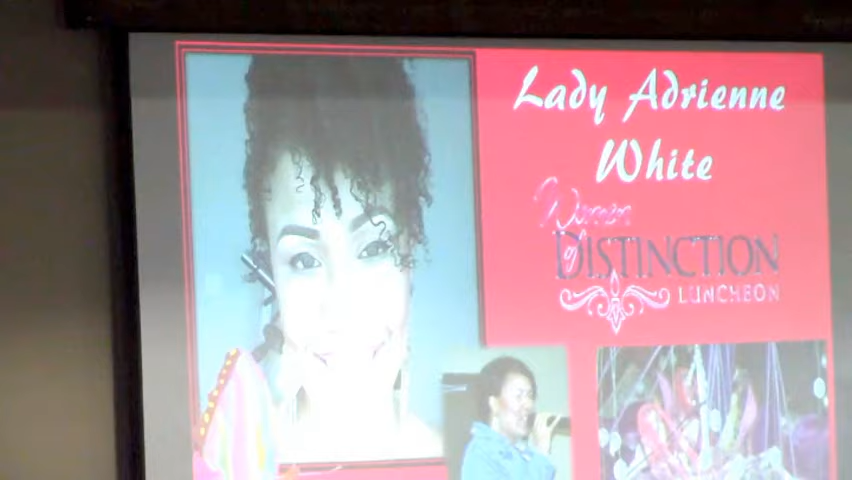 Lady Adrienne
White
Women
of
DISTINCTION
LUNCHEON